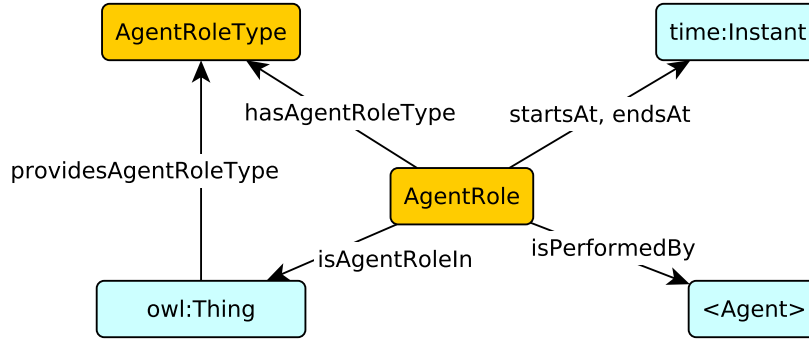 AgentRoleType
time:Instant
hasAgentRoleType
startsAt, endsAt
providesAgentRoleType
AgentRole
isPerformedBy
isAgentRoleIn
owl:Thing
<Agent>